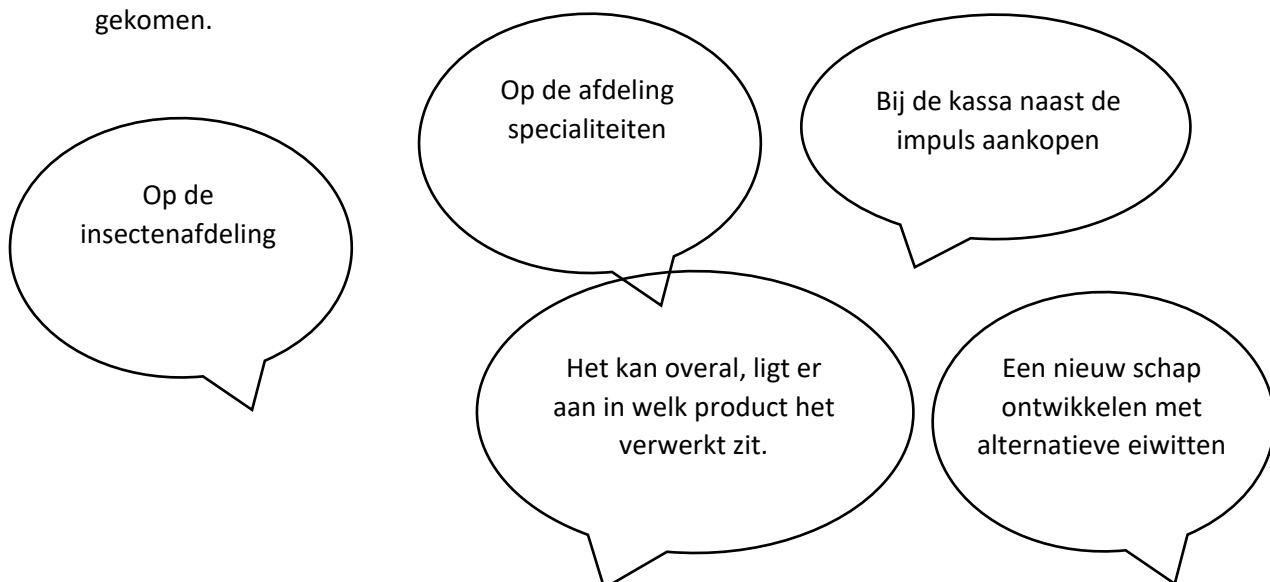 gekomen.
Op de afdeling
specialiteiten
Bij de kassa naast de
impuls aankopen
Op de
insectenafdeling
Het kan overal, ligt er
aan in welk product het
verwerkt zit.
Een nieuw schap
ontwikkelen met
alternatieve eiwitten